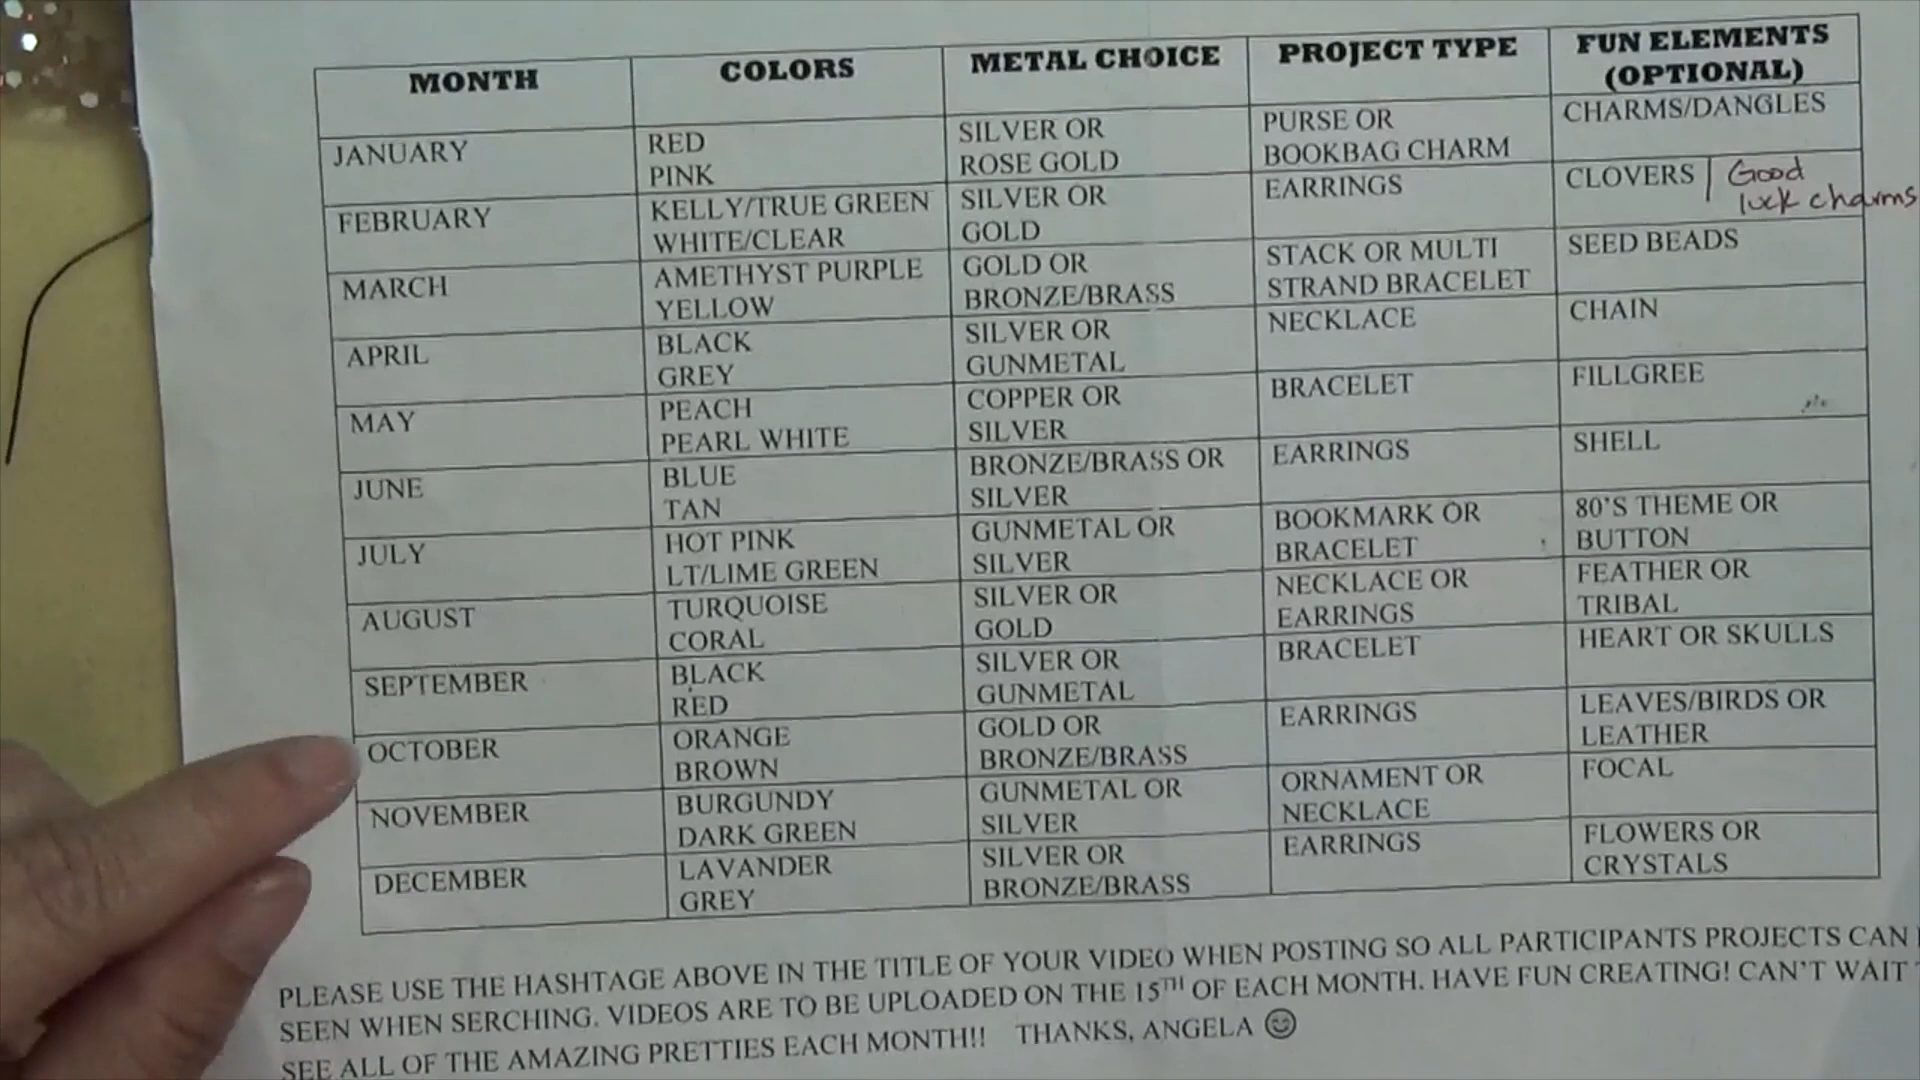 MONTH COLORS METAL CHOICE PROJECT TYPE FUN ELEMENTS
(OPTIONAL)
JANUARY RED SILVER OR PURSE OR CHARMS/DANGLES
PINK ROSE GOLD BOOKBAG CHARM
FEBRUARY KELLY/TRUE GREEN SILVER OR EARRINGS CLOVERS | Good
WHITE/CLEAR GOLD luck charms
MARCH AMETHYST PURPLE GOLD OR STACK OR MULTI SEED BEADS
YELLOW BRONZE/BRASS STRAND BRACELET
APRIL BLACK SILVER OR NECKLACE CHAIN
GREY GUNMETAL
MAY PEACH COPPER OR BRACELET FILLGREE
PEARL WHITE SILVER
JUNE BLUE BRONZE/BRASS OR EARRINGS SHELL
TAN SILVER
JULY HOT PINK GUNMETAL OR BOOKMARK OR 80'S THEME OR
LT/LIME GREEN SILVER BRACELET BUTTON
AUGUST TURQUOISE SILVER OR NECKLACE OR FEATHER OR
CORAL GOLD EARRINGS TRIBAL
SEPTEMBER BLACK SILVER OR BRACELET HEART OR SKULLS
RED GUNMETAL
OCTOBER ORANGE GOLD OR EARRINGS LEAVES/BIRDS OR
BROWN BRONZE/BRASS LEATHER
NOVEMBER BURGUNDY GUNMETAL OR ORNAMENT OR FOCAL
DARK GREEN SILVER NECKLACE
DECEMBER LAVANDER SILVER OR EARRINGS FLOWERS OR
GREY BRONZE/BRASS CRYSTALS
PLEASE USE THE HASHTAGE ABOVE IN THE TITLE OF YOUR VIDEO WHEN POSTING SO ALL PARTICIPANTS PROJECTS CAN
SEEN WHEN SERCHING. VIDEOS ARE TO BE UPLOADED ON THE 15TH OF EACH MONTH. HAVE FUN CREATING! CAN'T WAIT
SEE ALL OF THE AMAZING PRETTIES EACH MONTH!! THANKS, ANGELA ☺